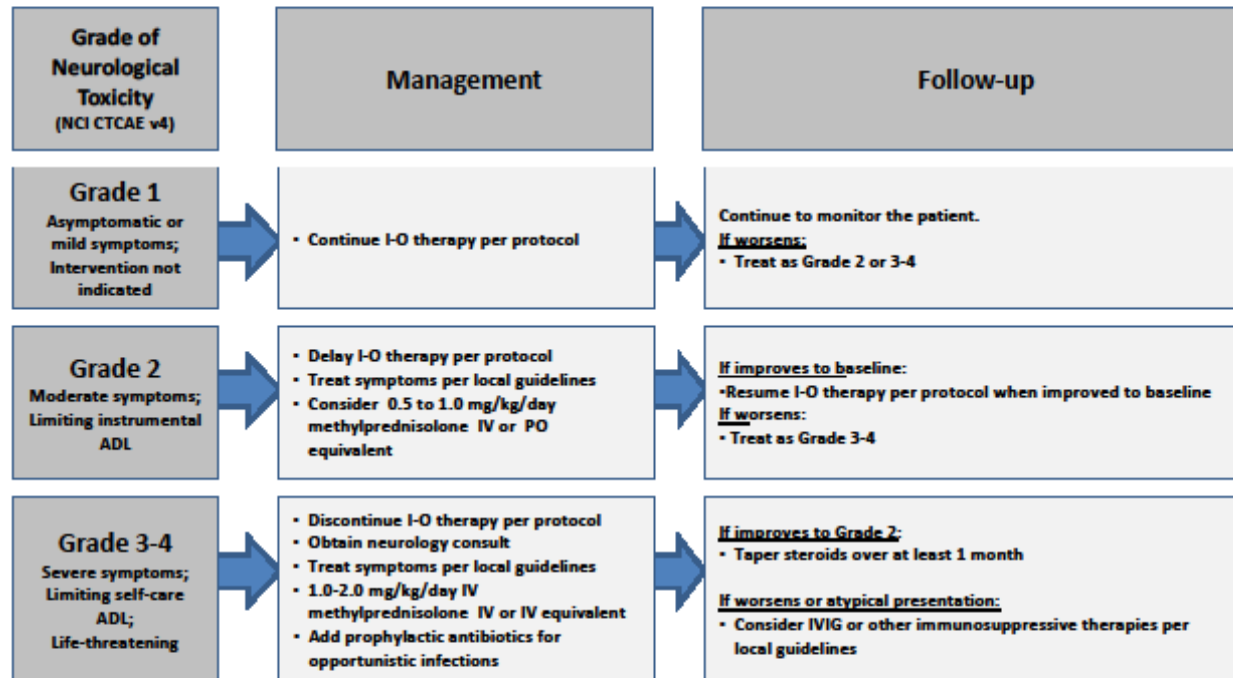 Grade of
Neurological
Toxicity
(NCI CTCAE v4)
Management
Follow-up
Grade 1
Asymptomatic or
mild symptoms;
Intervention not
indicated
• Continue I-O therapy per protocol
Continue to monitor the patient.
If worsens:
• Treat as Grade 2 or 3-4
Grade 2
Moderate symptoms;
Limiting instrumental
ADL
• Delay I-O therapy per protocol
• Treat symptoms per local guidelines
• Consider 0.5 to 1.0 mg/kg/day
methylprednisolone IV or PO
equivalent
If improves to baseline:
•Resume I-O therapy per protocol when improved to baseline
If worsens:
• Treat as Grade 3-4
Grade 3-4
Severe symptoms;
Limiting self-care
ADL;
Life-threatening
• Discontinue I-O therapy per protocol
• Obtain neurology consult
• Treat symptoms per local guidelines
• 1.0-2.0 mg/kg/day IV
methylprednisolone IV or IV equivalent
• Add prophylactic antibiotics for
opportunistic infections
If improves to Grade 2:
• Taper steroids over at least 1 month
If worsens or atypical presentation:
• Consider IVIG or other immunosuppressive therapies per
local guidelines